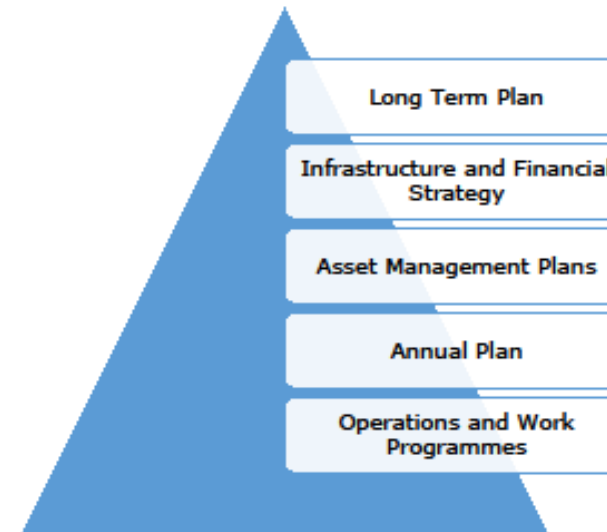 Long Term Plan
Infrastructure and Financial
Strategy
Asset Management Plans
Annual Plan
Operations and Work
Programmes